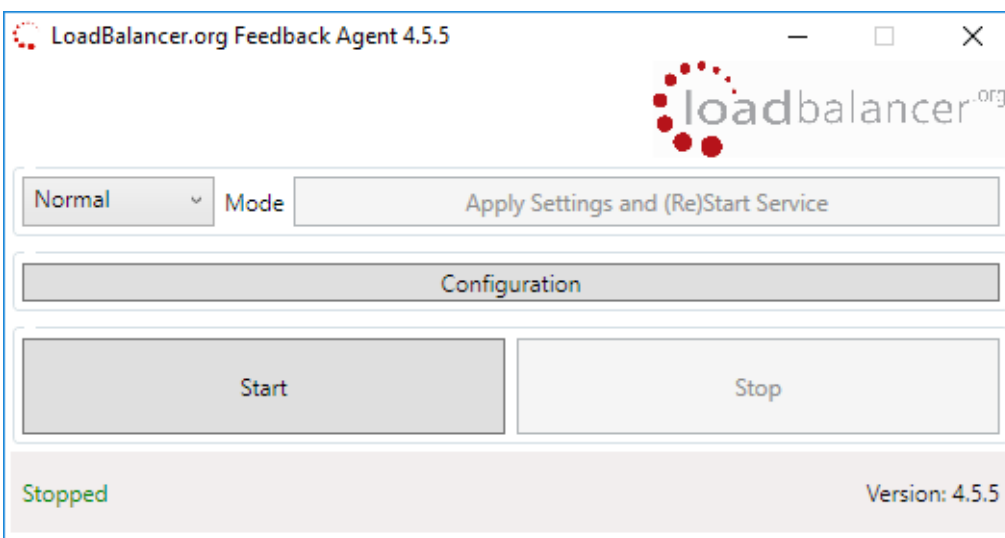 LoadBalancer.org Feedback Agent 4.5.5
loadbalancer.org
Normal Mode Apply Settings and (Re)Start Service
Configuration
Start Stop
Stopped Version: 4.5.5